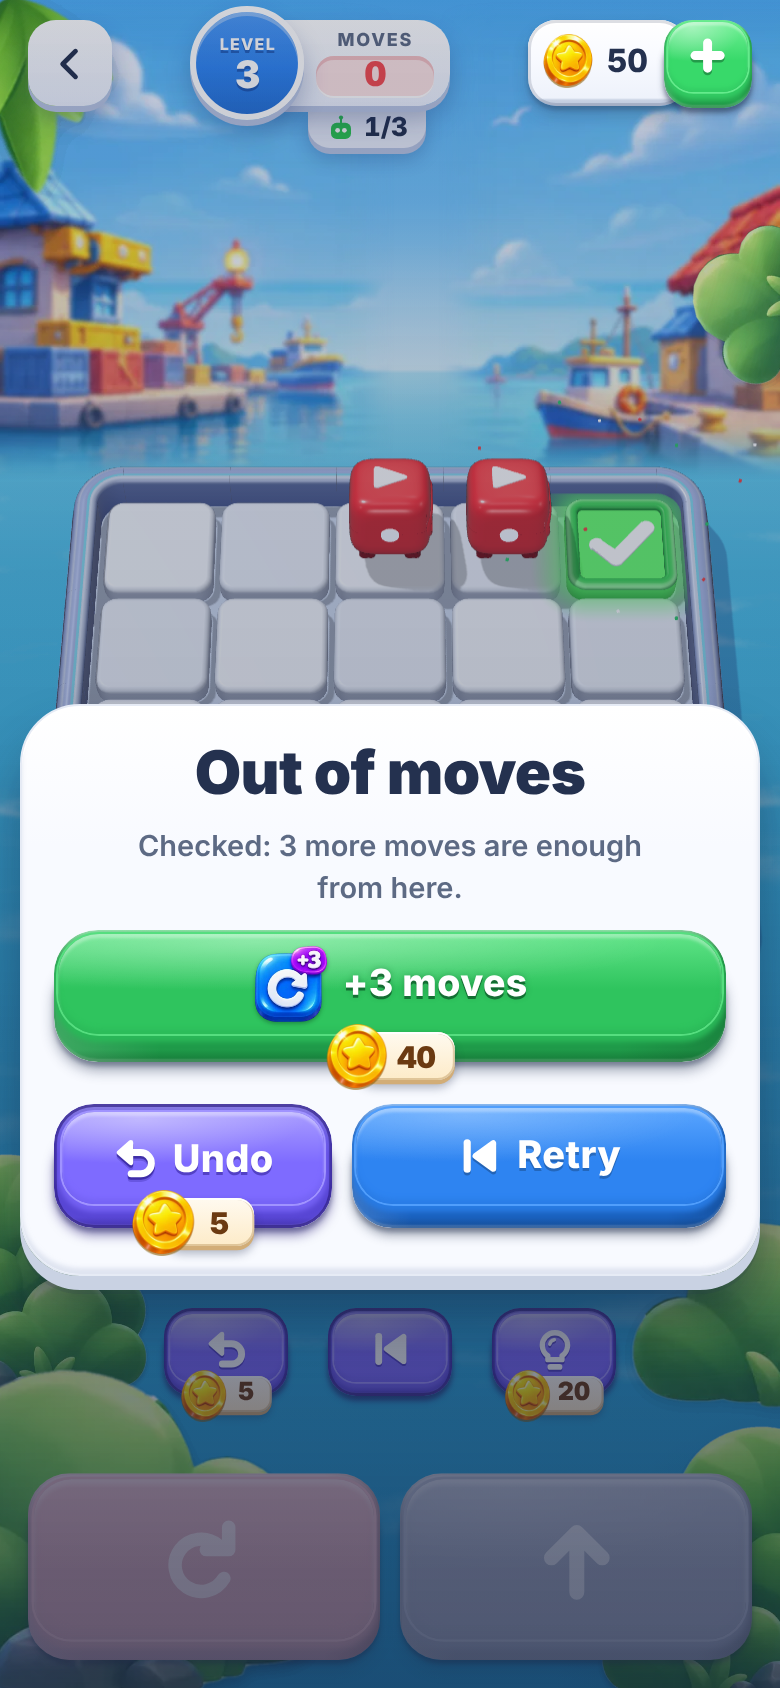 LEVEL
3
MOVES
0
1/3
50
Out of moves
Checked: 3 more moves are enough
from here.
+3
+3 moves
40
Undo
5
Retry
5
20